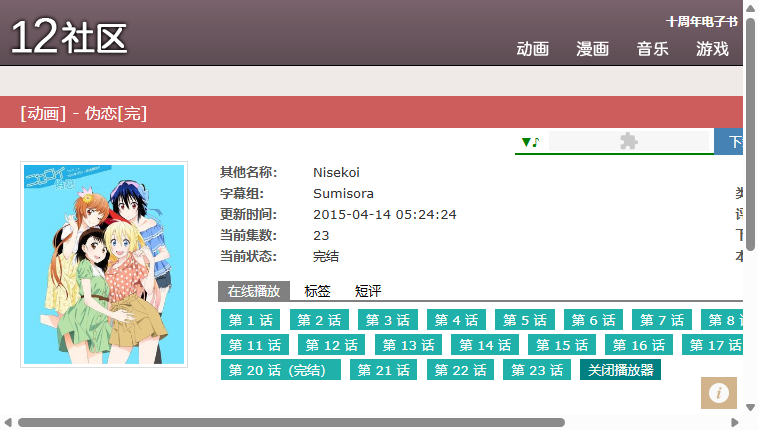 十周年电子书
12社区
动画 漫画 音乐 游戏
[动画] - 伪恋[完]
▼♪ 下
其他名称: Nisekoi
字幕组: Sumisora
更新时间: 2015-04-14 05:24:24
当前集数: 23
当前状态: 完结
在线播放 标签 短评
第 1 话 第 2 话 第 3 话 第 4 话 第 5 话 第 6 话 第 7 话 第 8
第 11 话 第 12 话 第 13 话 第 14 话 第 15 话 第 16 话 第 17 话
第 20 话（完结） 第 21 话 第 22 话 第 23 话 关闭播放器